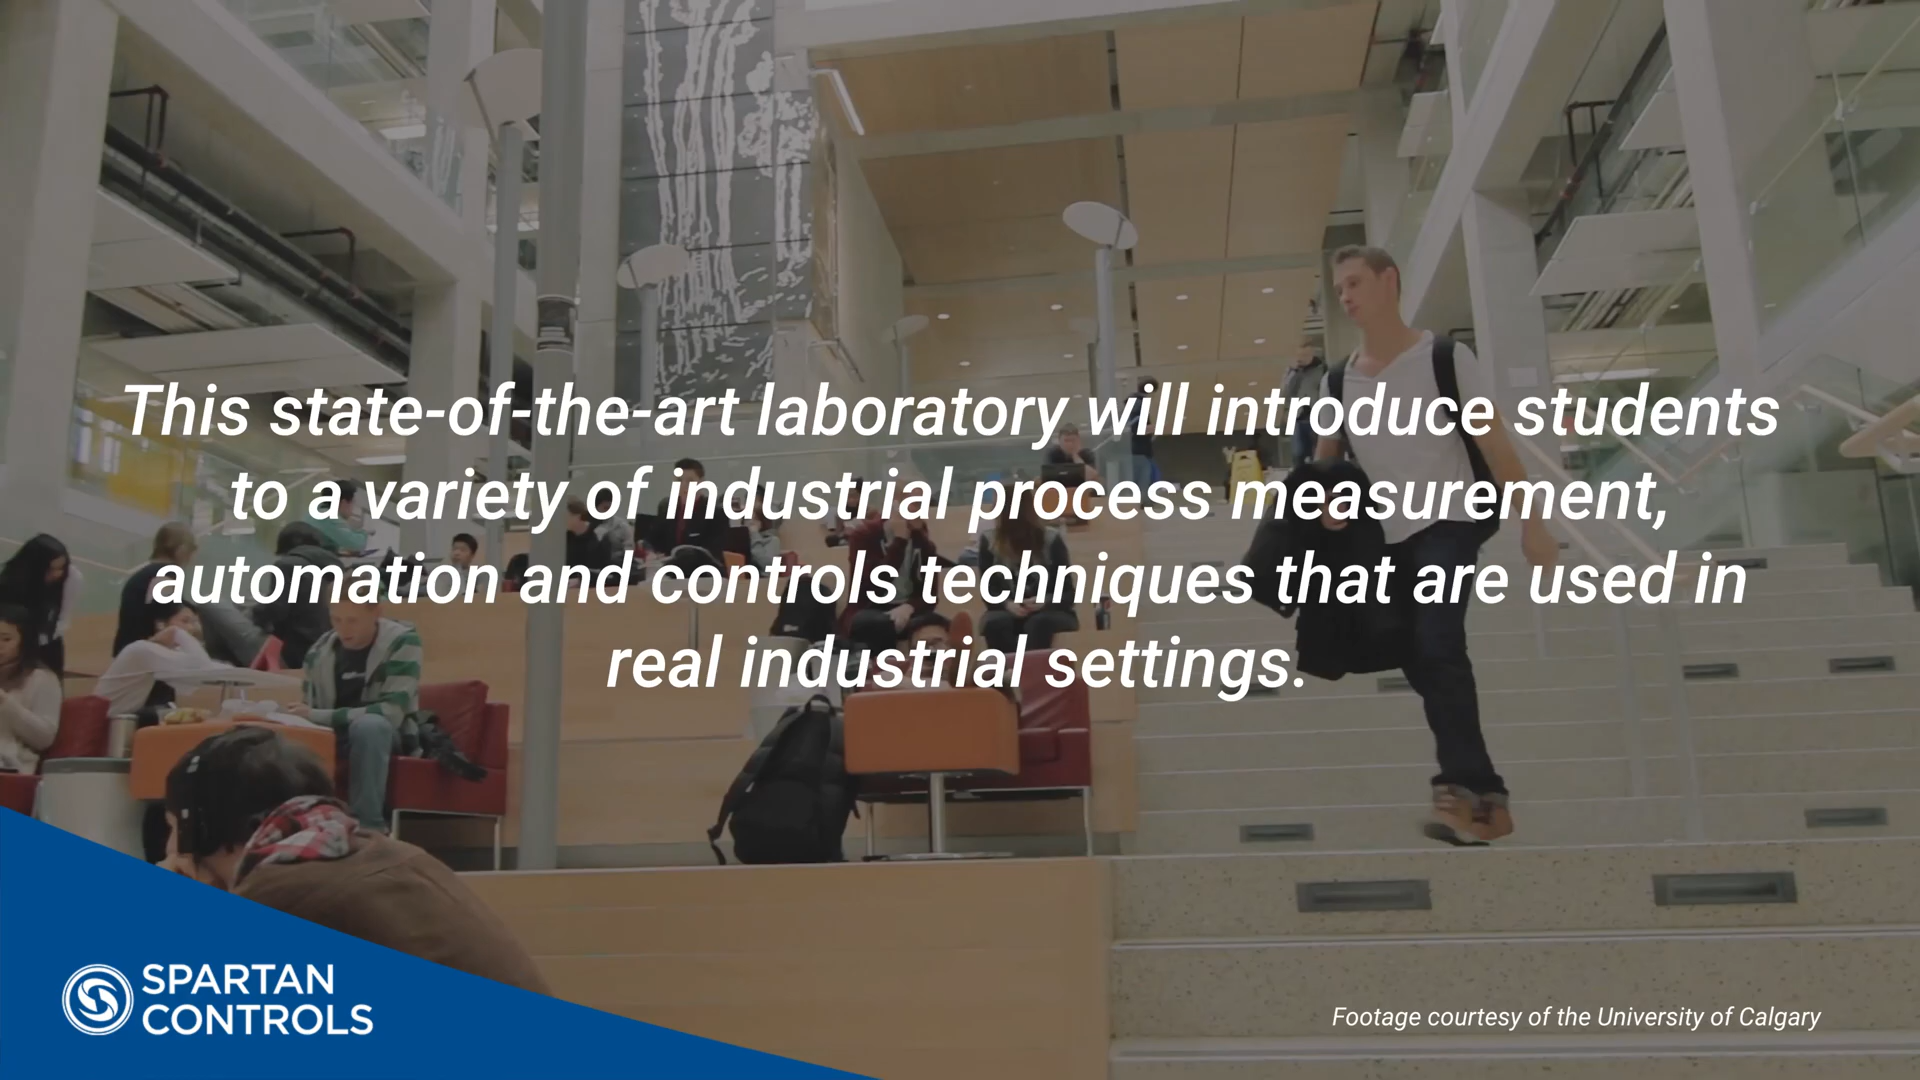 This state-of-the-art laboratory will introduce students
to a variety of industrial process measurement,
automation and controls techniques that are used in
real industrial settings.
SPARTAN
CONTROLS
Footage courtesy of the University of Calgary